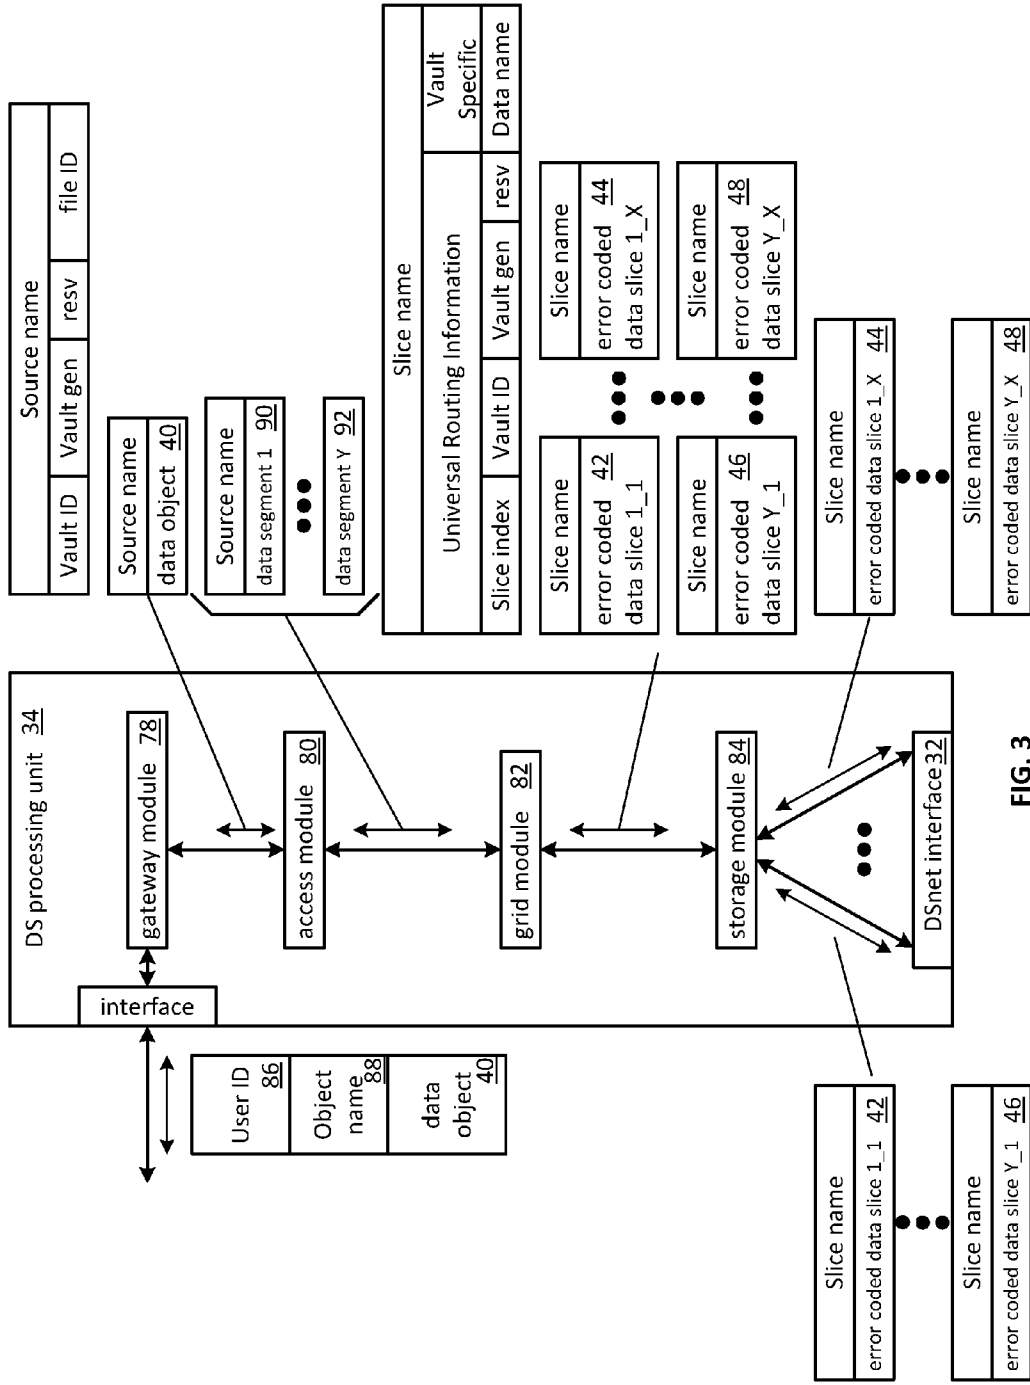 DS processing unit 34
interface
gateway module 78
access module 80
grid module 82
storage module 84
DSnet interface 32
User ID
86
Object
name 88
data
object 40
Source name
Vault ID
Vault gen
resv
file ID
Source name
data object 40
Source name
data segment 1 90
data segment Y 92
Slice name
Universal Routing Information
Vault
Specific
Slice index
Vault ID
Vault gen
resv
Data name
Slice name
error coded 42
data slice 1_1
Slice name
error coded 44
data slice 1_X
Slice name
error coded 46
data slice Y_1
Slice name
error coded 48
data slice Y_X
Slice name
error coded data slice 1_1 42
Slice name
error coded data slice Y_1 46
Slice name
error coded data slice 1_X 44
Slice name
error coded data slice Y_X 48
FIG. 3